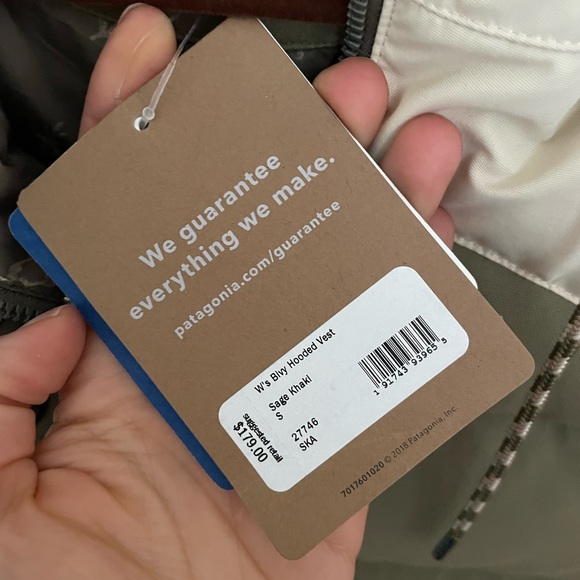 We guarantee
everything we make.
patagonia.com/guarantee
W's Bivy Hooded Vest
Sage Khaki
S
27746
SKA
suggested retail
$179.00
1 91743 93965 5
7017601020 © 2018 Patagonia, Inc.